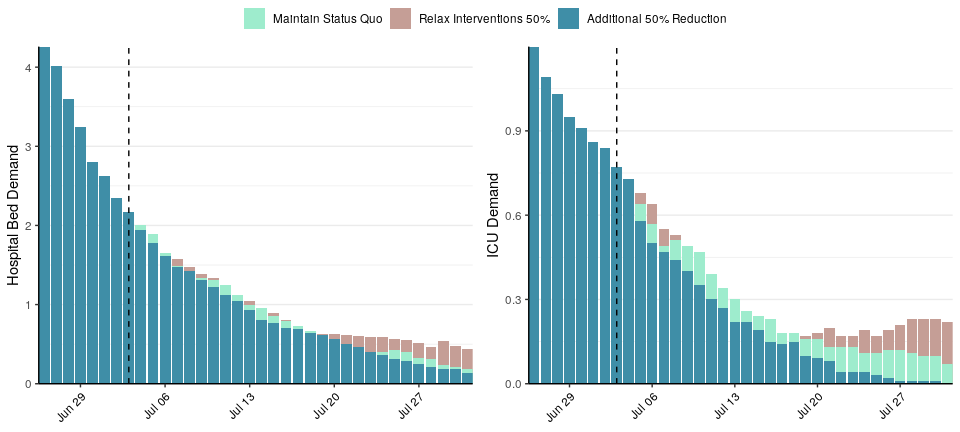 Maintain Status Quo Relax Interventions 50% Additional 50% Reduction
Hospital Bed Demand
4
3
2
1
0
Jun 29
Jul 06
Jul 13
Jul 20
Jul 27
ICU Demand
0.9
0.6
0.3
0.0
Jun 29
Jul 06
Jul 13
Jul 20
Jul 27